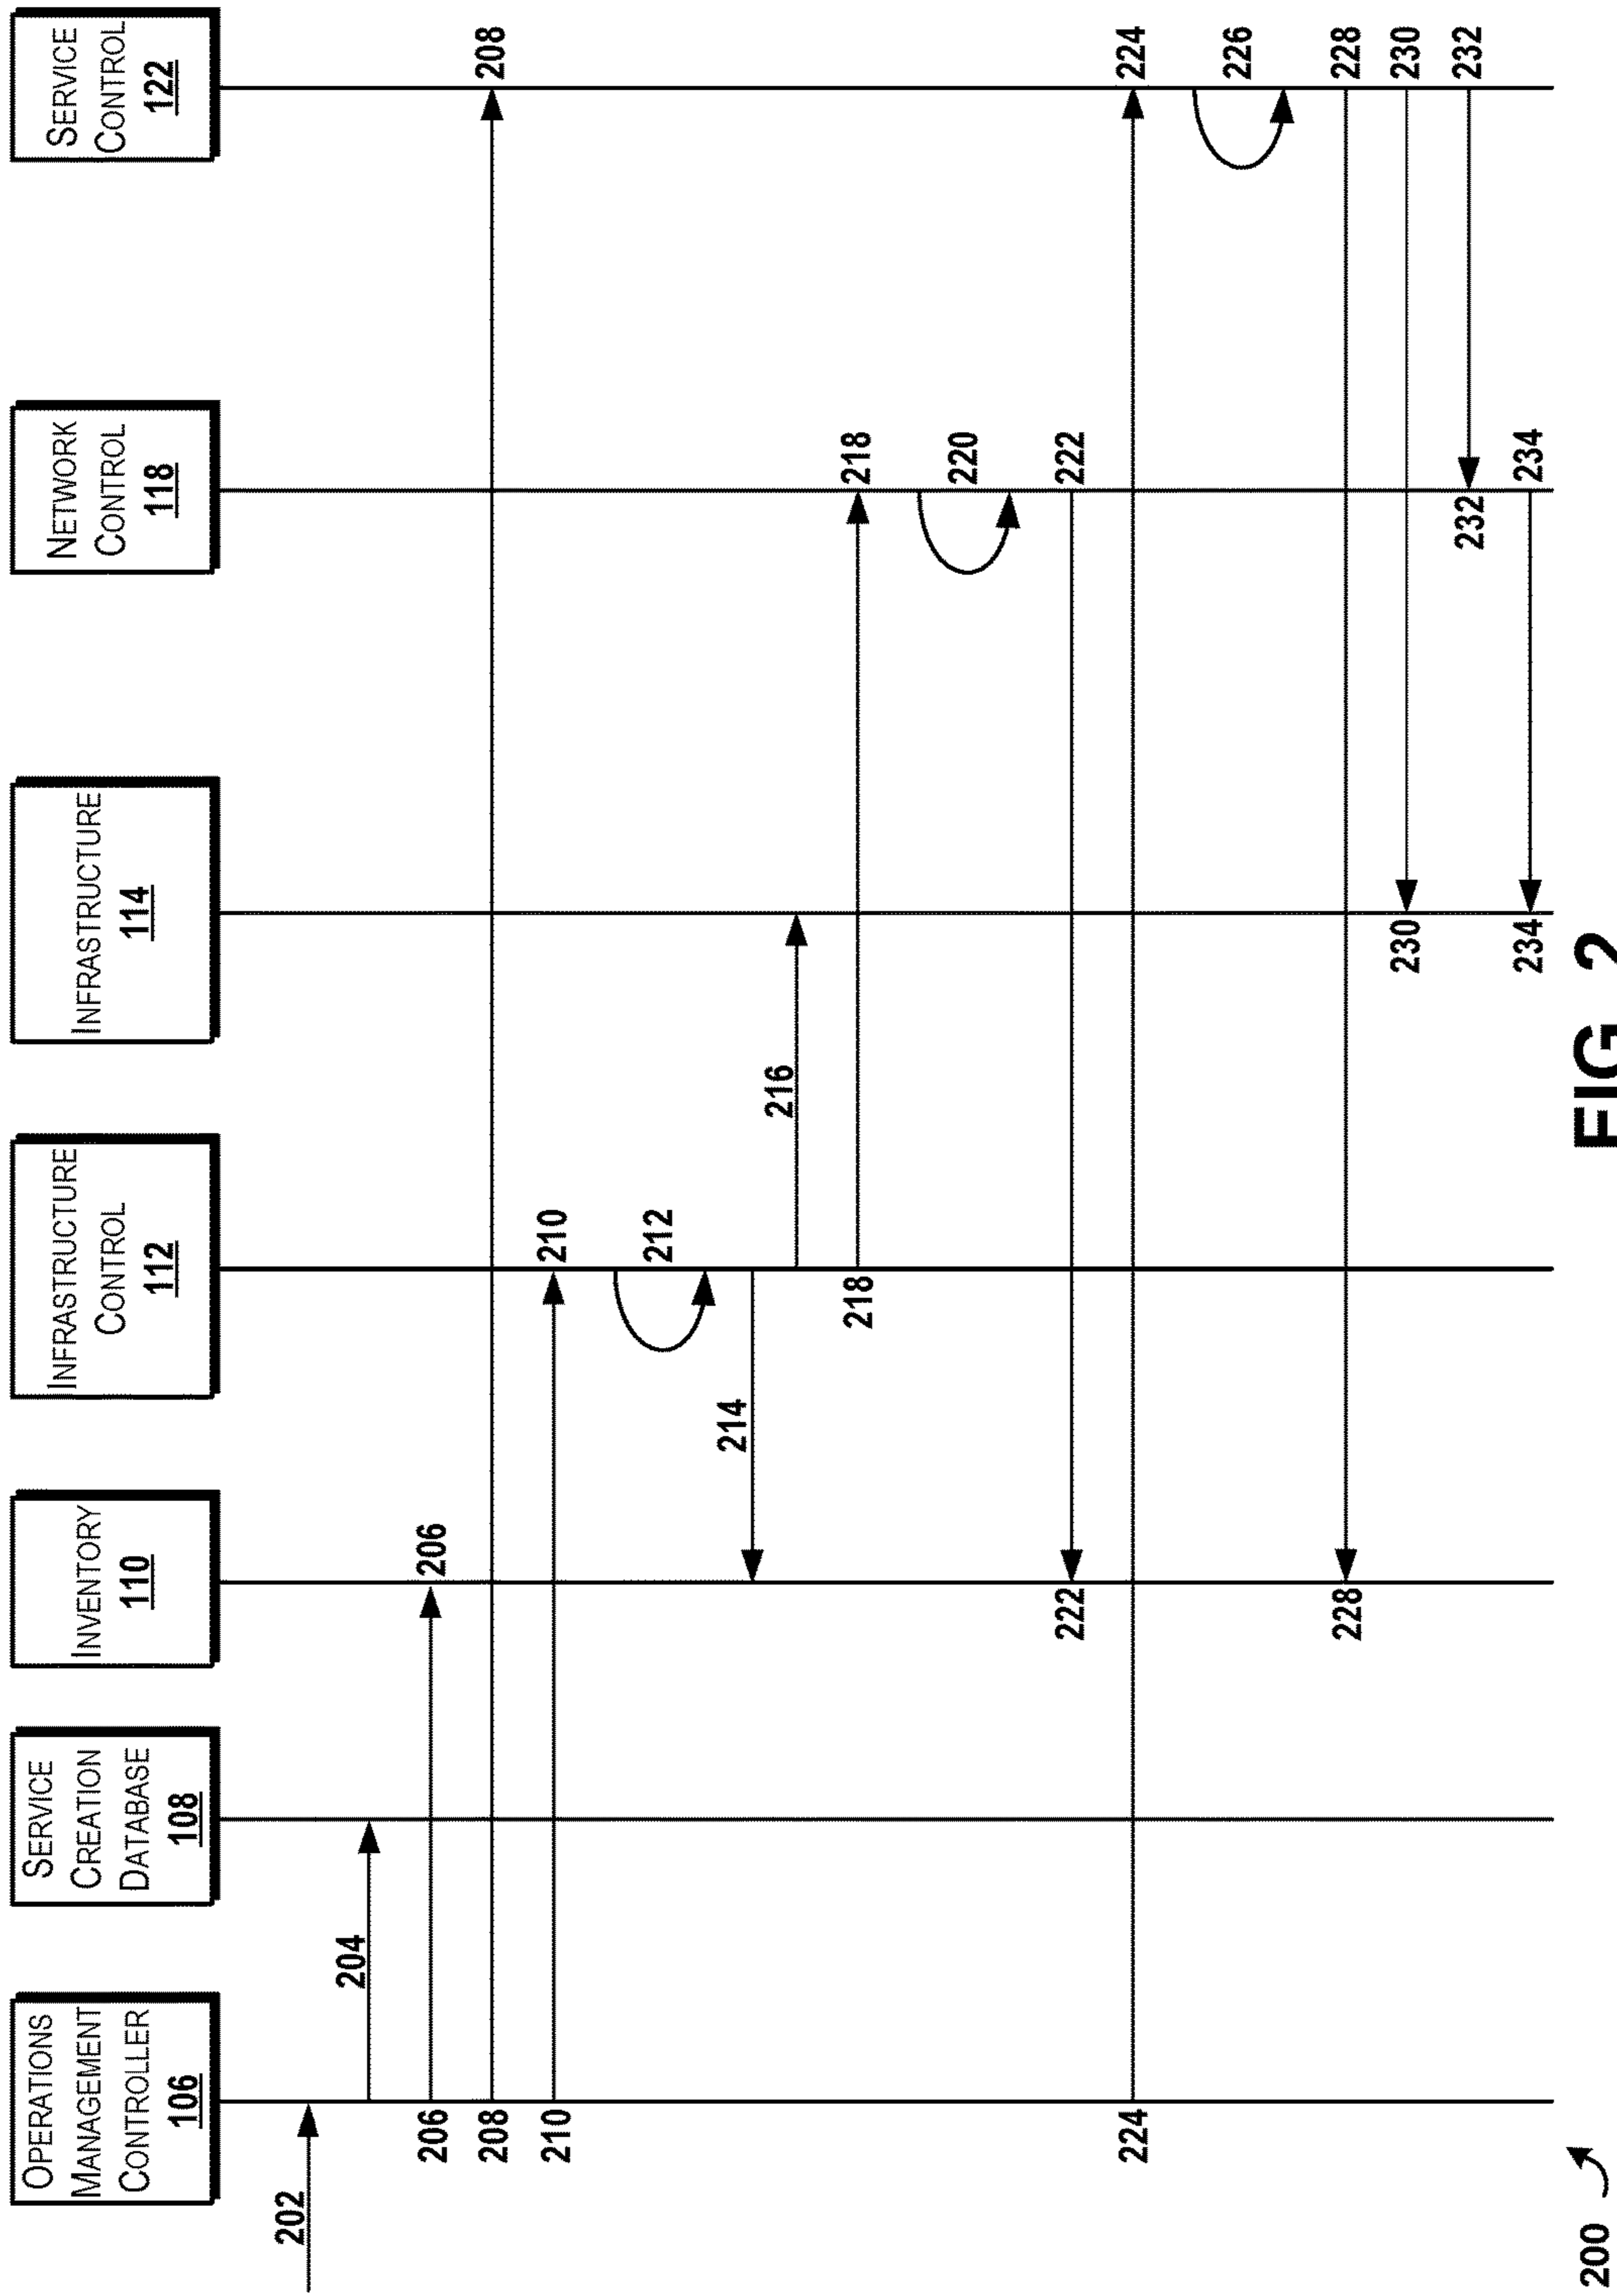 OPERATIONS
MANAGEMENT
CONTROLLER
106
SERVICE
CREATION
DATABASE
108
INVENTORY
110
INFRASTRUCTURE
CONTROL
112
INFRASTRUCTURE
114
NETWORK
CONTROL
118
SERVICE
CONTROL
122
202
204
206
206
208
208
210
210
212
214
216
218
218
220
222
222
224
224
226
228
228
230
230
232
232
234
234
200
FIG. 2